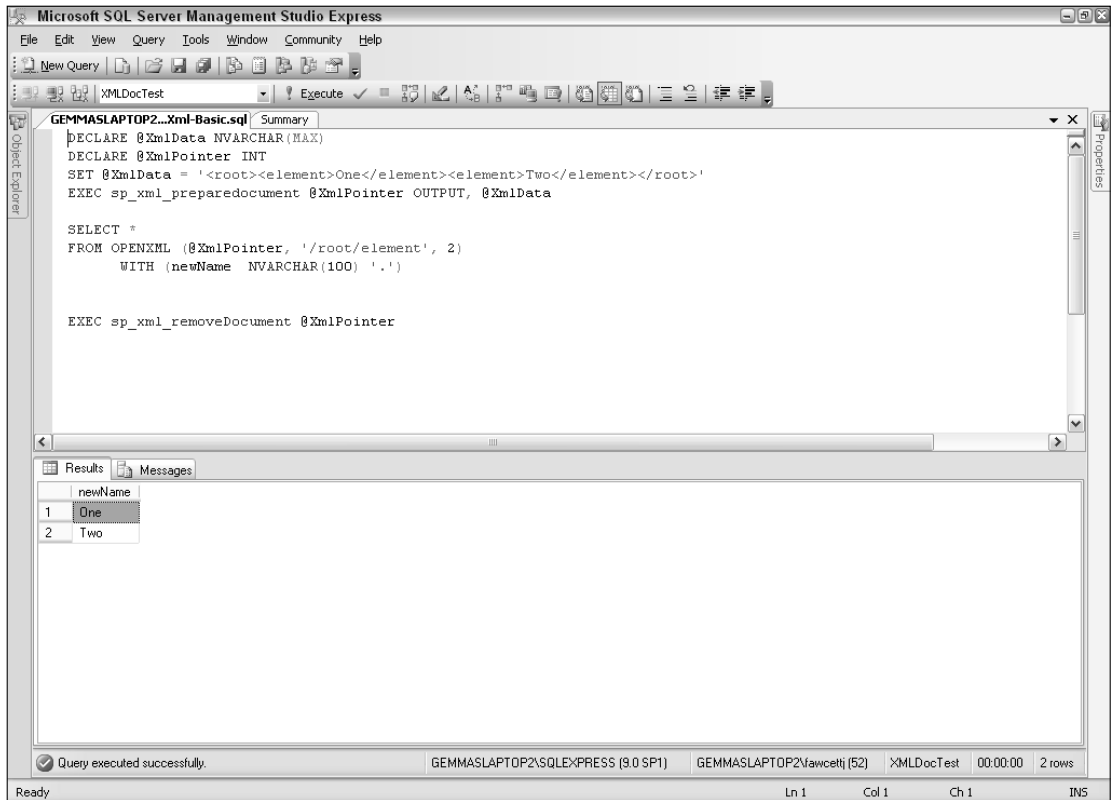 Microsoft SQL Server Management Studio Express
File Edit View Query Tools Window Community Help
New Query
XMLDocTest Execute
GEMMASLAPTOP2...Xml-Basic.sql Summary
Object Explorer
Properties
DECLARE @XmlData NVARCHAR(MAX)
DECLARE @XmlPointer INT
SET @XmlData = '<root><element>One</element><element>Two</element></root>'
EXEC sp_xml_preparedocument @XmlPointer OUTPUT, @XmlData
SELECT *
FROM OPENXML (@XmlPointer, '/root/element', 2)
WITH (newName NVARCHAR(100) '.')
EXEC sp_xml_removeDocument @XmlPointer
Results Messages
newName
1 One
2 Two
Query executed successfully. GEMMASLAPTOP2\SQLEXPRESS (9.0 SP1) GEMMASLAPTOP2\fawcettj (52) XMLDocTest 00:00:00 2 rows
Ready Ln 1 Col 1 Ch 1 INS